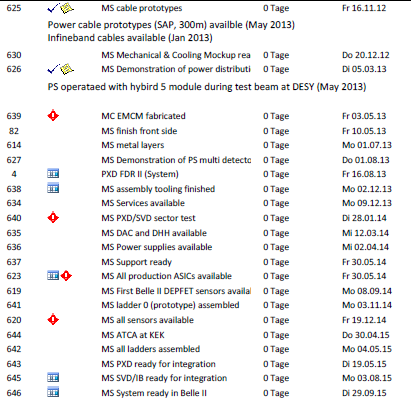 625 MS cable prototypes 0 Tage Fr 16.11.12
Power cable prototypes (SAP, 300m) availble (May 2013)
Infineband cables available (Jan 2013)
630 MS Mechanical & Cooling Mockup rea 0 Tage Do 20.12.12
626 MS Demonstration of power distributi 0 Tage Di 05.03.13
PS operataed with hybird 5 module during test beam at DESY (May 2013)
639 MC EMCM fabricated 0 Tage Fr 03.05.13
82 MS finish front side 0 Tage Fr 10.05.13
614 MS metal layers 0 Tage Mo 01.07.13
627 MS Demonstration of PS multi detecto 0 Tage Do 01.08.13
4 PXD FDR II (System) 0 Tage Fr 16.08.13
638 MS assembly tooling finished 0 Tage Mo 02.12.13
634 MS Services available 0 Tage Mo 09.12.13
640 MS PXD/SVD sector test 0 Tage Di 28.01.14
635 MS DAC and DHH available 0 Tage Mi 12.03.14
636 MS Power supplies available 0 Tage Mi 02.04.14
637 MS Support ready 0 Tage Fr 30.05.14
623 MS All production ASICs available 0 Tage Fr 30.05.14
619 MS First Belle II DEPFET sensors availal 0 Tage Mo 08.09.14
641 MS ladder 0 (prototype) assembled 0 Tage Mo 03.11.14
620 MS all sensors available 0 Tage Fr 19.12.14
644 MS ATCA at KEK 0 Tage Do 30.04.15
642 MS all ladders assembled 0 Tage Mo 04.05.15
643 MS PXD ready for integration 0 Tage Di 19.05.15
645 MS SVD/IB ready for integration 0 Tage Mo 03.08.15
646 MS System ready in Belle II 0 Tage Di 29.09.15